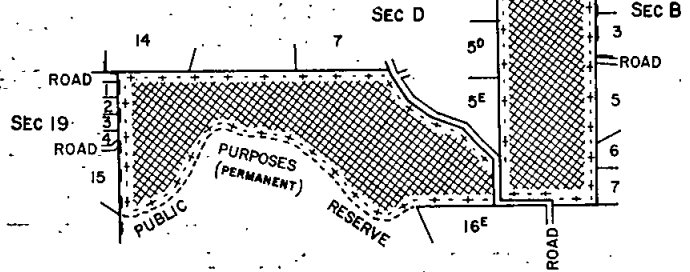 SEC D
SEC B
14
7
5D
3
ROAD
ROAD
5E
5
1
2
3
4
SEC 19
ROAD
PURPOSES
(PERMANENT)
6
15
7
PUBLIC
RESERVE
16E
ROAD